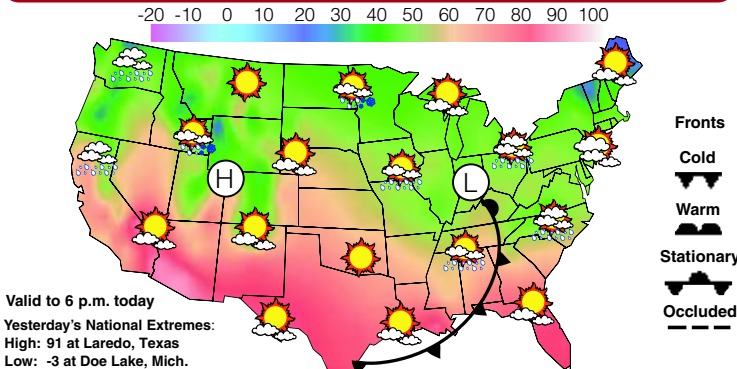 -20 -10 0 10 20 30 40 50 60 70 80 90 100
H
L
Fronts
Cold
Warm
Stationary
Occluded
Valid to 6 p.m. today
Yesterday's National Extremes:
High: 91 at Laredo, Texas
Low: -3 at Doe Lake, Mich.